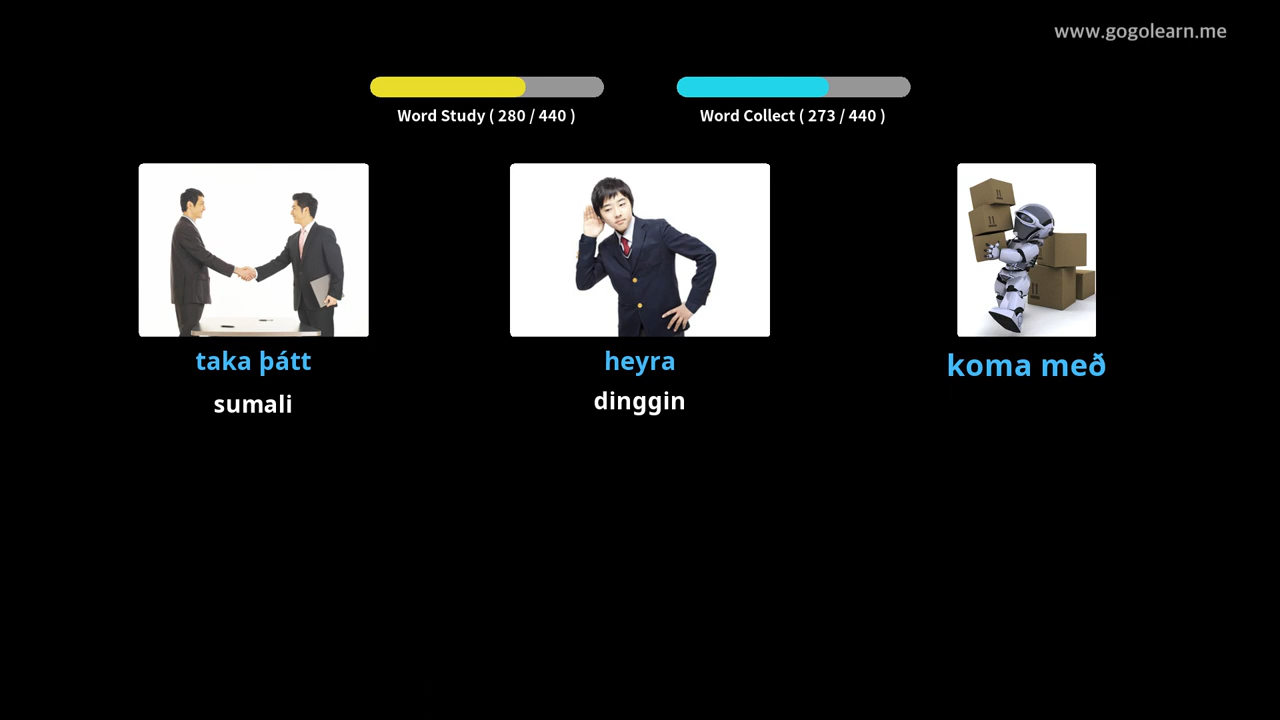 www.gogolearn.me
Word Study ( 280 / 440 )
Word Collect ( 273 / 440 )
taka þátt
heyra
koma með
sumali
dinggin